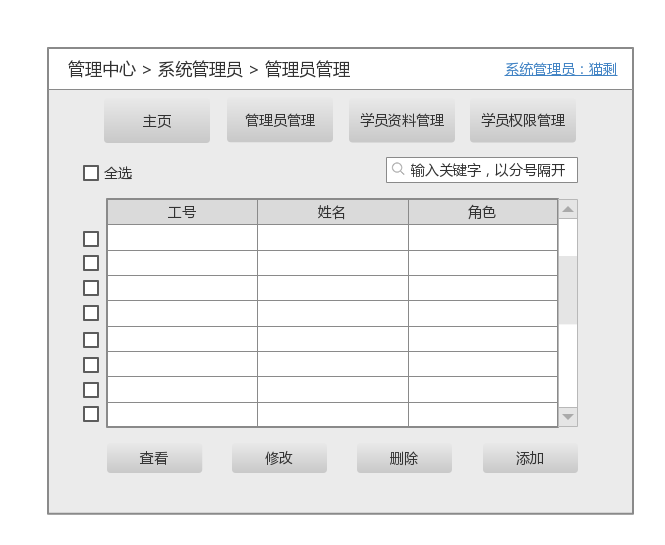 管理中心 > 系统管理员 > 管理员管理
系统管理员：猫剩
主页
管理员管理
学员资料管理
学员权限管理
全选
输入关键字，以分号隔开
工号
姓名
角色
查看
修改
删除
添加